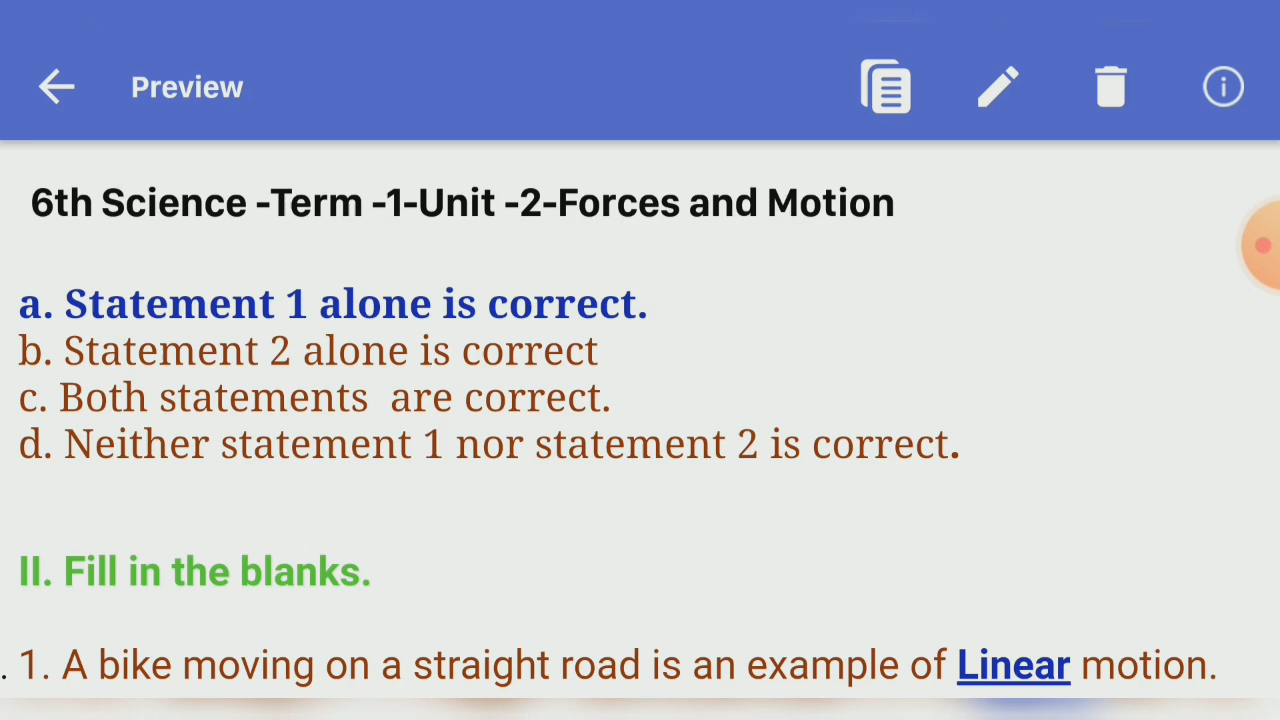 Preview
6th Science -Term -1-Unit -2-Forces and Motion
a. Statement 1 alone is correct.
b. Statement 2 alone is correct
c. Both statements are correct.
d. Neither statement 1 nor statement 2 is correct.
II. Fill in the blanks.
. 1. A bike moving on a straight road is an example of Linear motion.